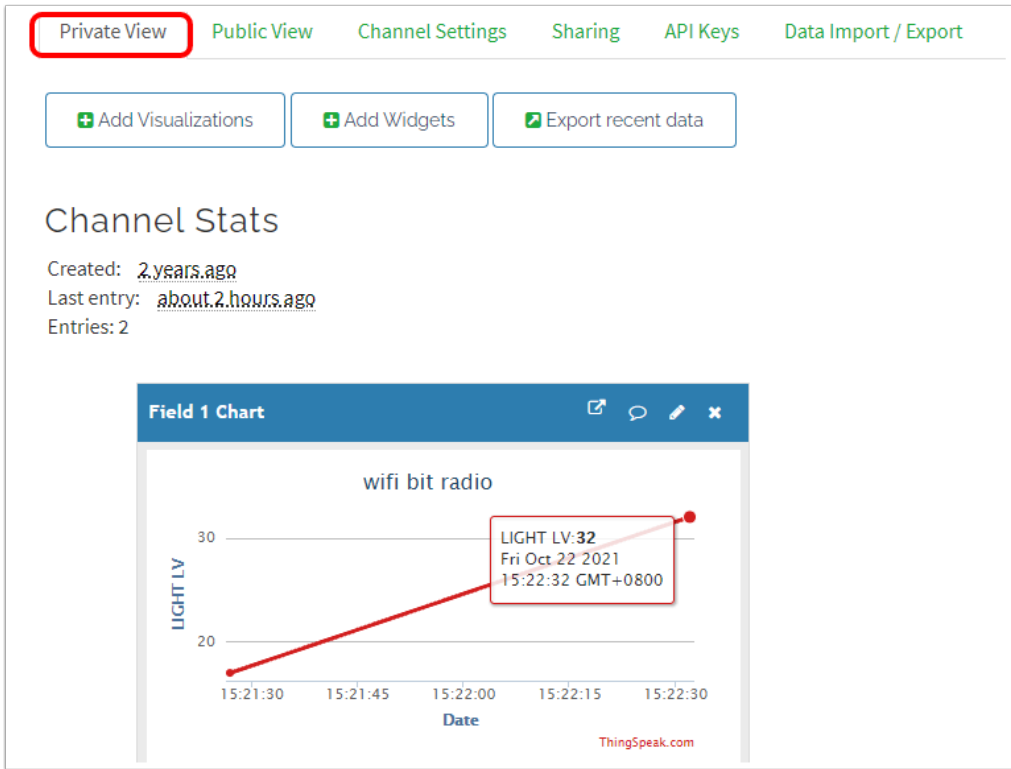 Private View Public View Channel Settings Sharing API Keys Data Import / Export
Add Visualizations Add Widgets Export recent data
Channel Stats
Created: 2 years ago
Last entry: about 2 hours ago
Entries: 2
Field 1 Chart
wifi bit radio
30
LIGHT LV:32
Fri Oct 22 2021
15:22:32 GMT+0800
LIGHT LV
20
15:21:30 15:21:45 15:22:00 15:22:15 15:22:30
Date
ThingSpeak.com